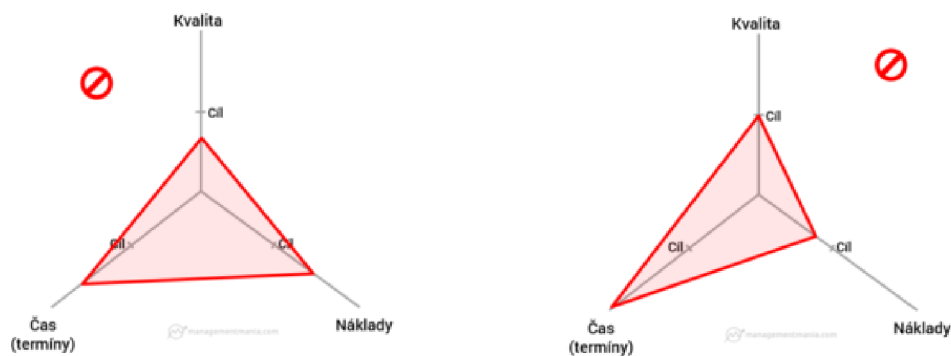 Kvalita
Cíl
Cíl
Cíl
Čas
(termíny)
Náklady
managementmania.com
Kvalita
Cíl
Cíl
Cíl
Čas
(termíny)
Náklady
managementmania.com